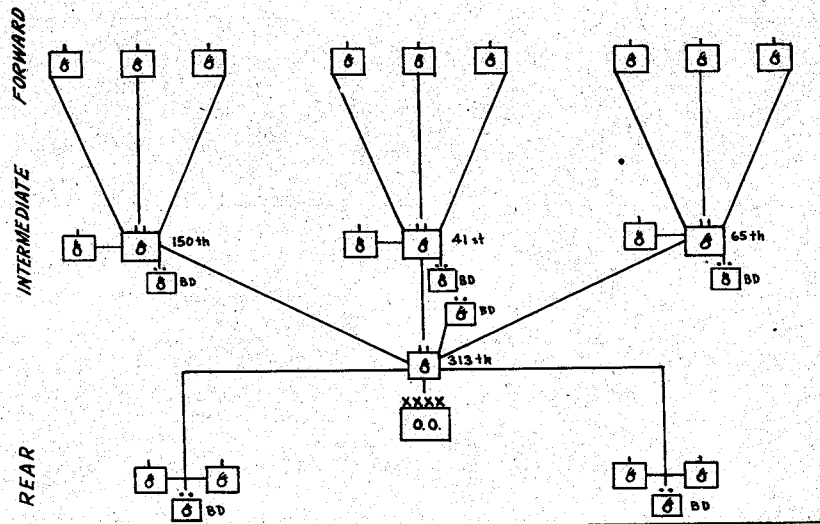 FORWARD
INTERMEDIATE
REAR
150th
41st
65th
BD
BD
BD
BD
313th
XXXX
O.O.
BD
BD